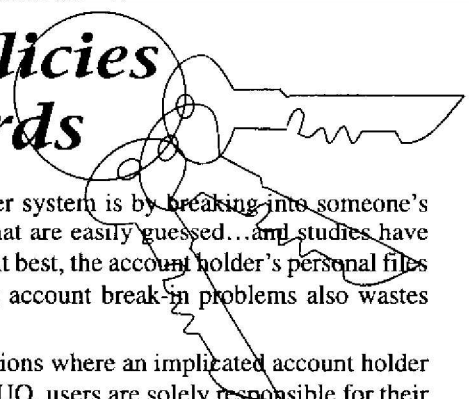 licies
rds
er system is by breaking into someone's
hat are easily guessed...and studies have
t best, the account holder's personal files
account break-in problems also wastes
ions where an implicated account holder
UO, users are solely responsible for their